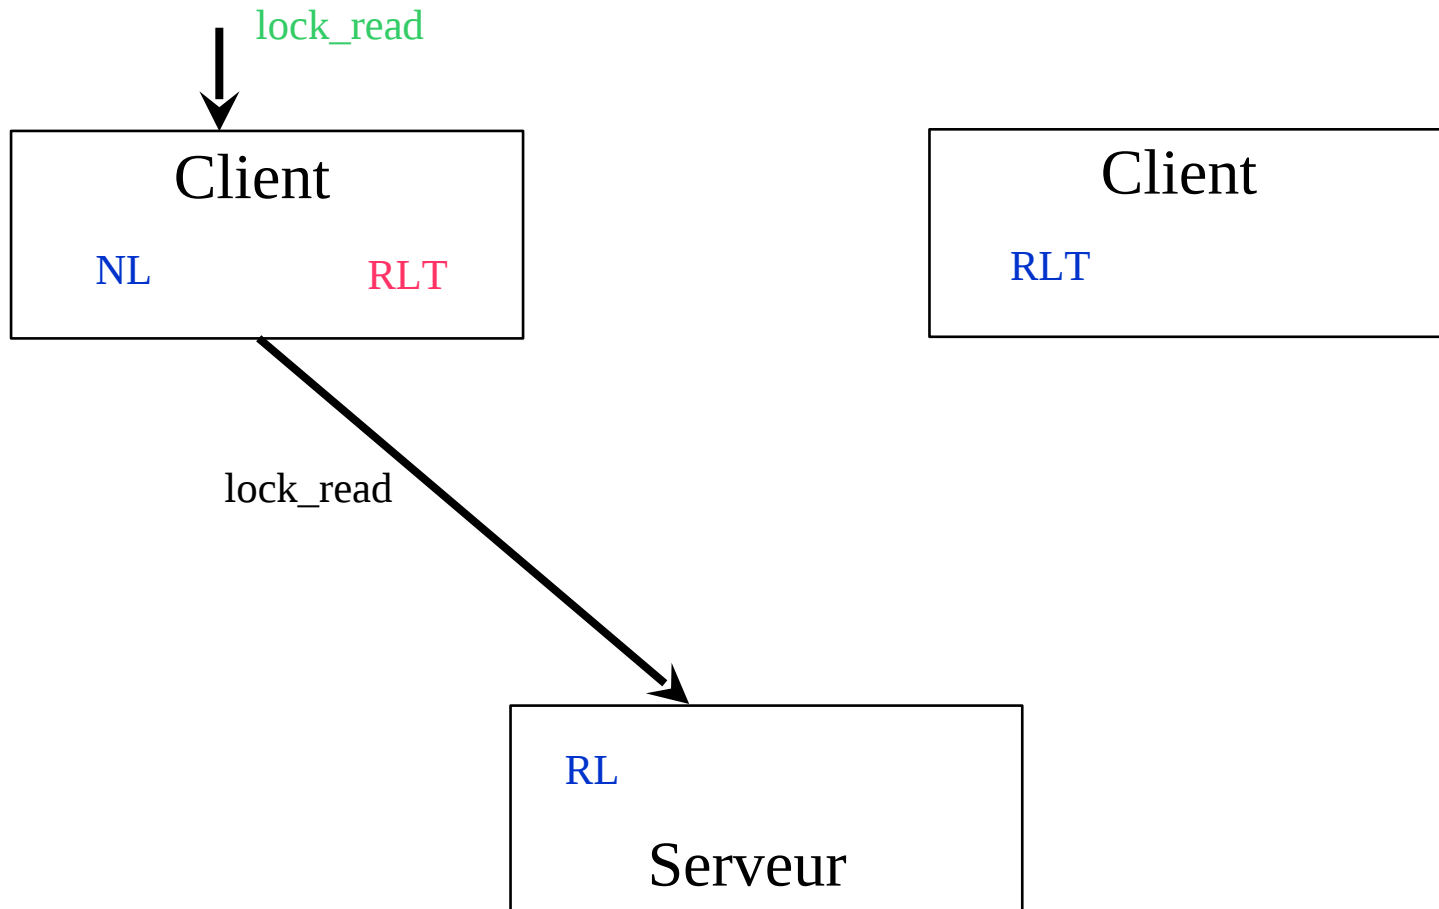 lock_read
Client
NL
RLT
Client
RLT
lock_read
RL
Serveur